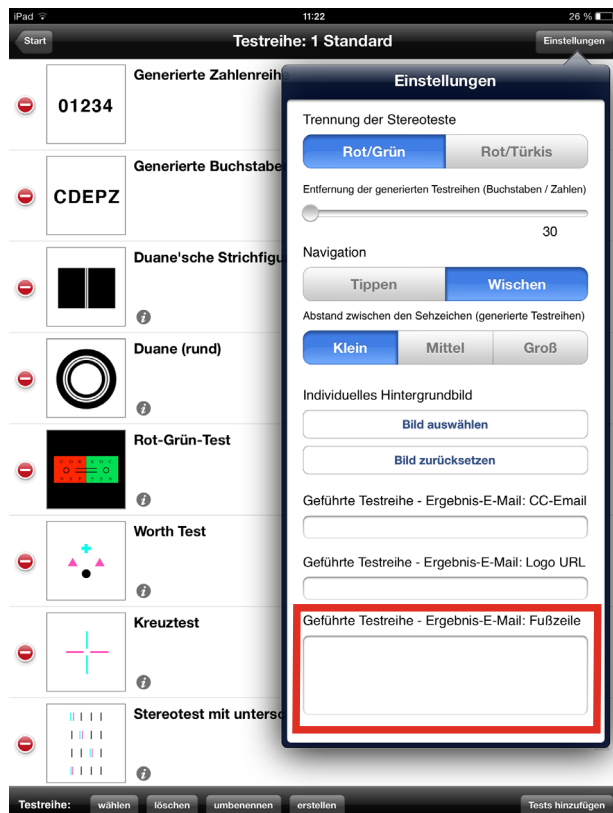 iPad 11:22 26 %
Start Testreihe: 1 Standard Einstellungen
Generierte Zahlenreihe
01234
Generierte Buchstabe
CDEPZ
Duane'sche Strichfigu
Duane (rund)
Rot-Grün-Test
Worth Test
Kreuztest
Stereotest mit untersc
Einstellungen
Trennung der Stereoteste
Rot/Grün Rot/Türkis
Entfernung der generierten Testreihen (Buchstaben / Zahlen)
30
Navigation
Tippen Wischen
Abstand zwischen den Sehzeichen (generierte Testreihen)
Klein Mittel Groß
Individuelles Hintergrundbild
Bild auswählen
Bild zurücksetzen
Geführte Testreihe - Ergebnis-E-Mail: CC-Email
Geführte Testreihe - Ergebnis-E-Mail: Logo URL
Geführte Testreihe - Ergebnis-E-Mail: Fußzeile
Testreihe: wählen löschen umbenennen erstellen Tests hinzufügen